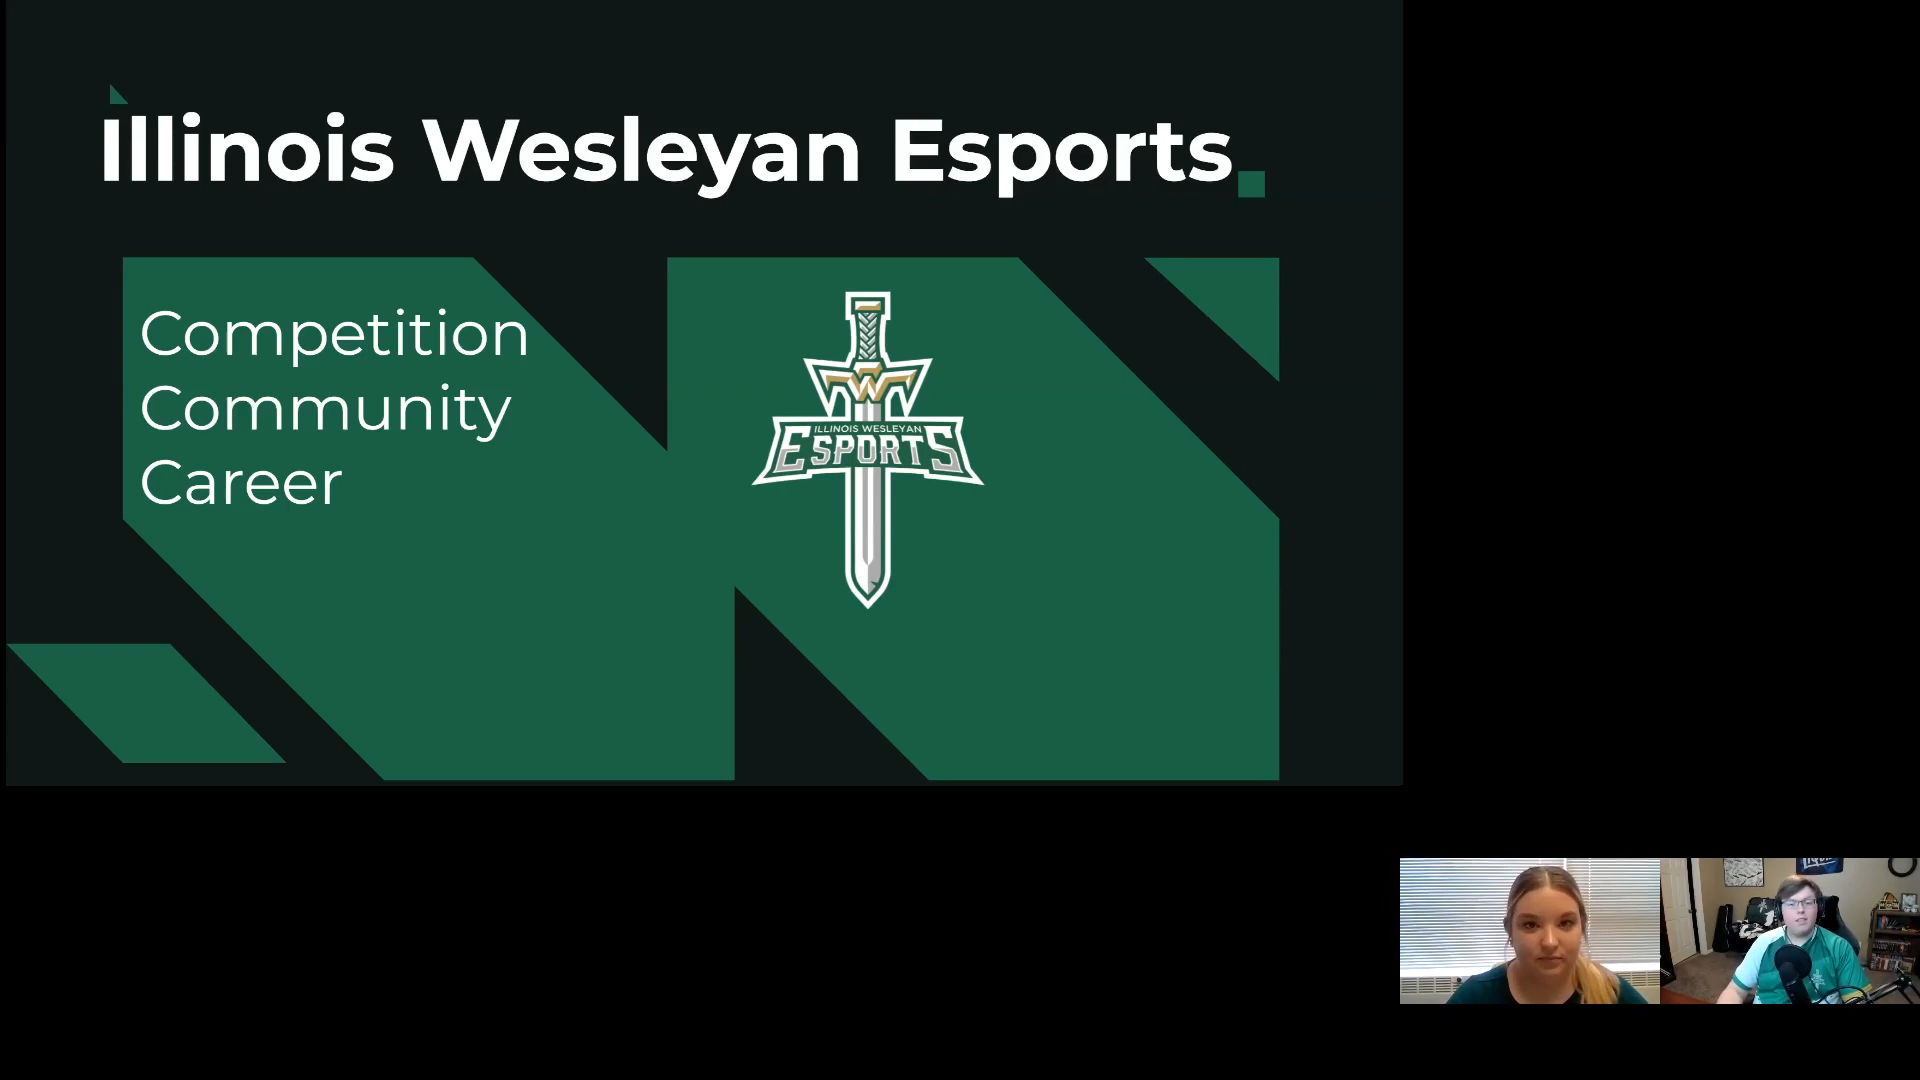 Illinois Wesleyan Esports
Competition
Community
Career
W
ILLINOIS WESLEYAN
ESPORTS